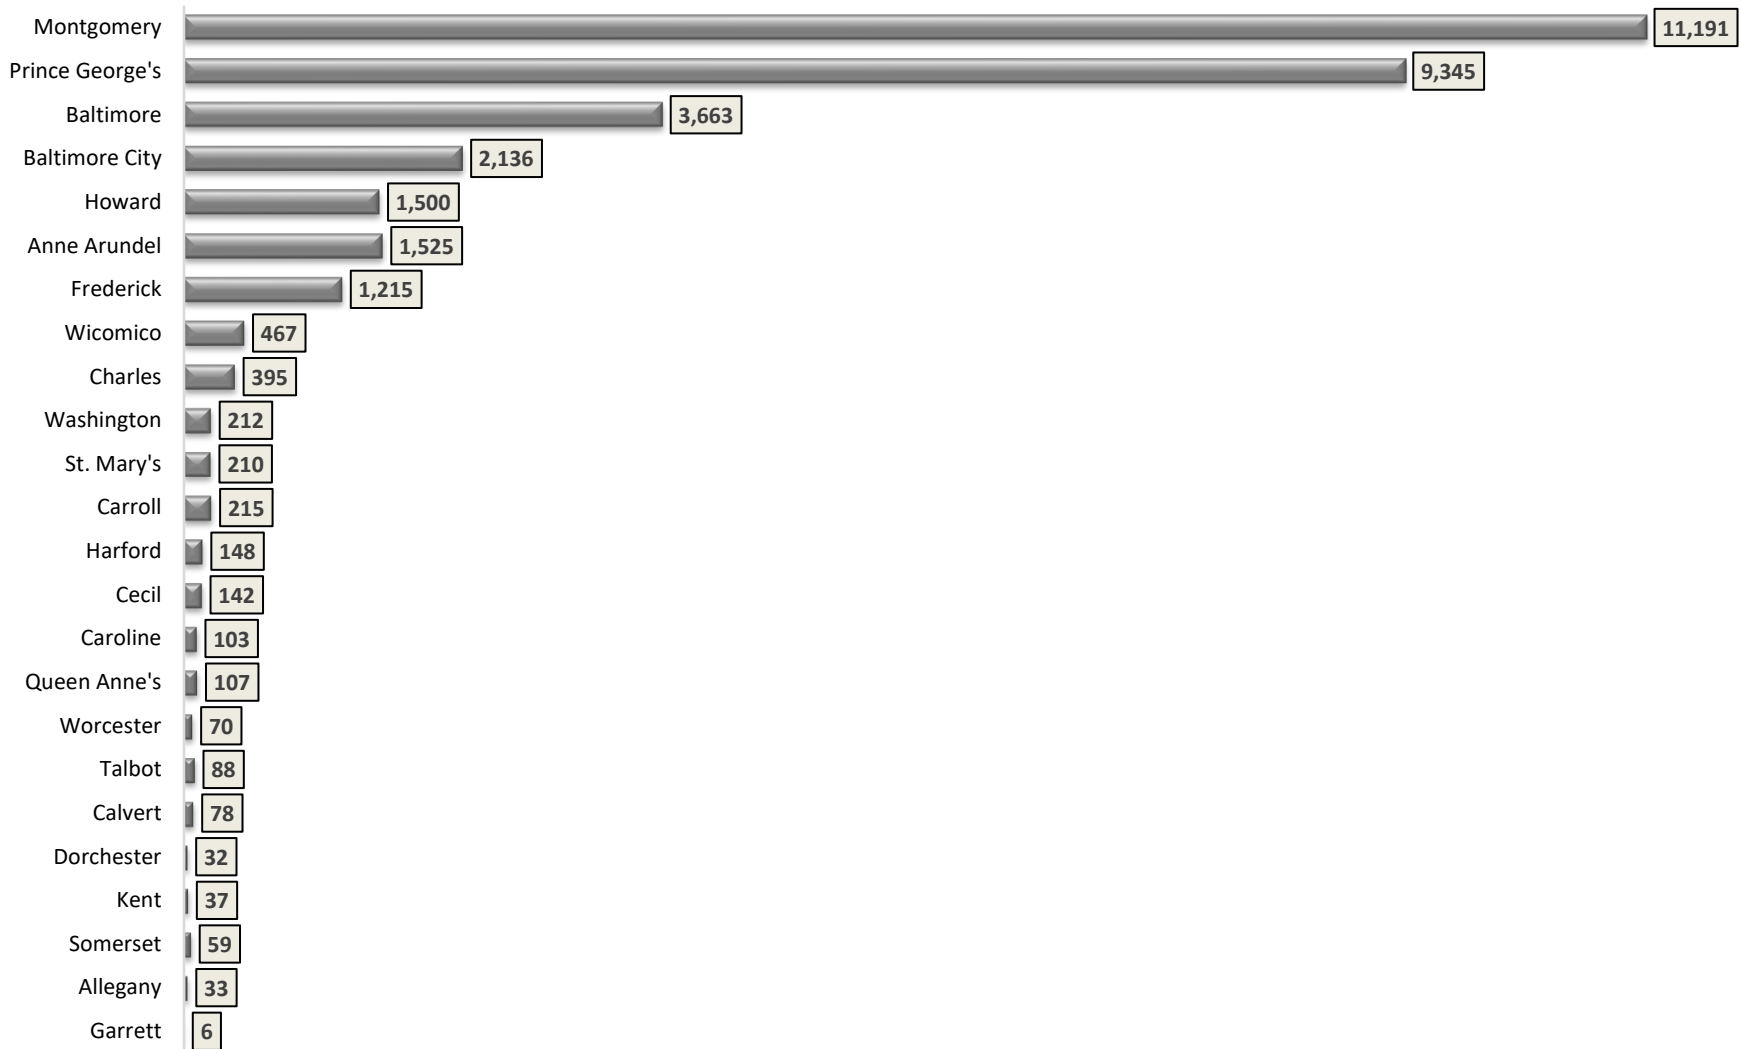 Montgomery 11,191
Prince George's 9,345
Baltimore 3,663
Baltimore City 2,136
Howard 1,500
Anne Arundel 1,525
Frederick 1,215
Wicomico 467
Charles 395
Washington 212
St. Mary's 210
Carroll 215
Harford 148
Cecil 142
Caroline 103
Queen Anne's 107
Worcester 70
Talbot 88
Calvert 78
Dorchester 32
Kent 37
Somerset 59
Allegany 33
Garrett 6